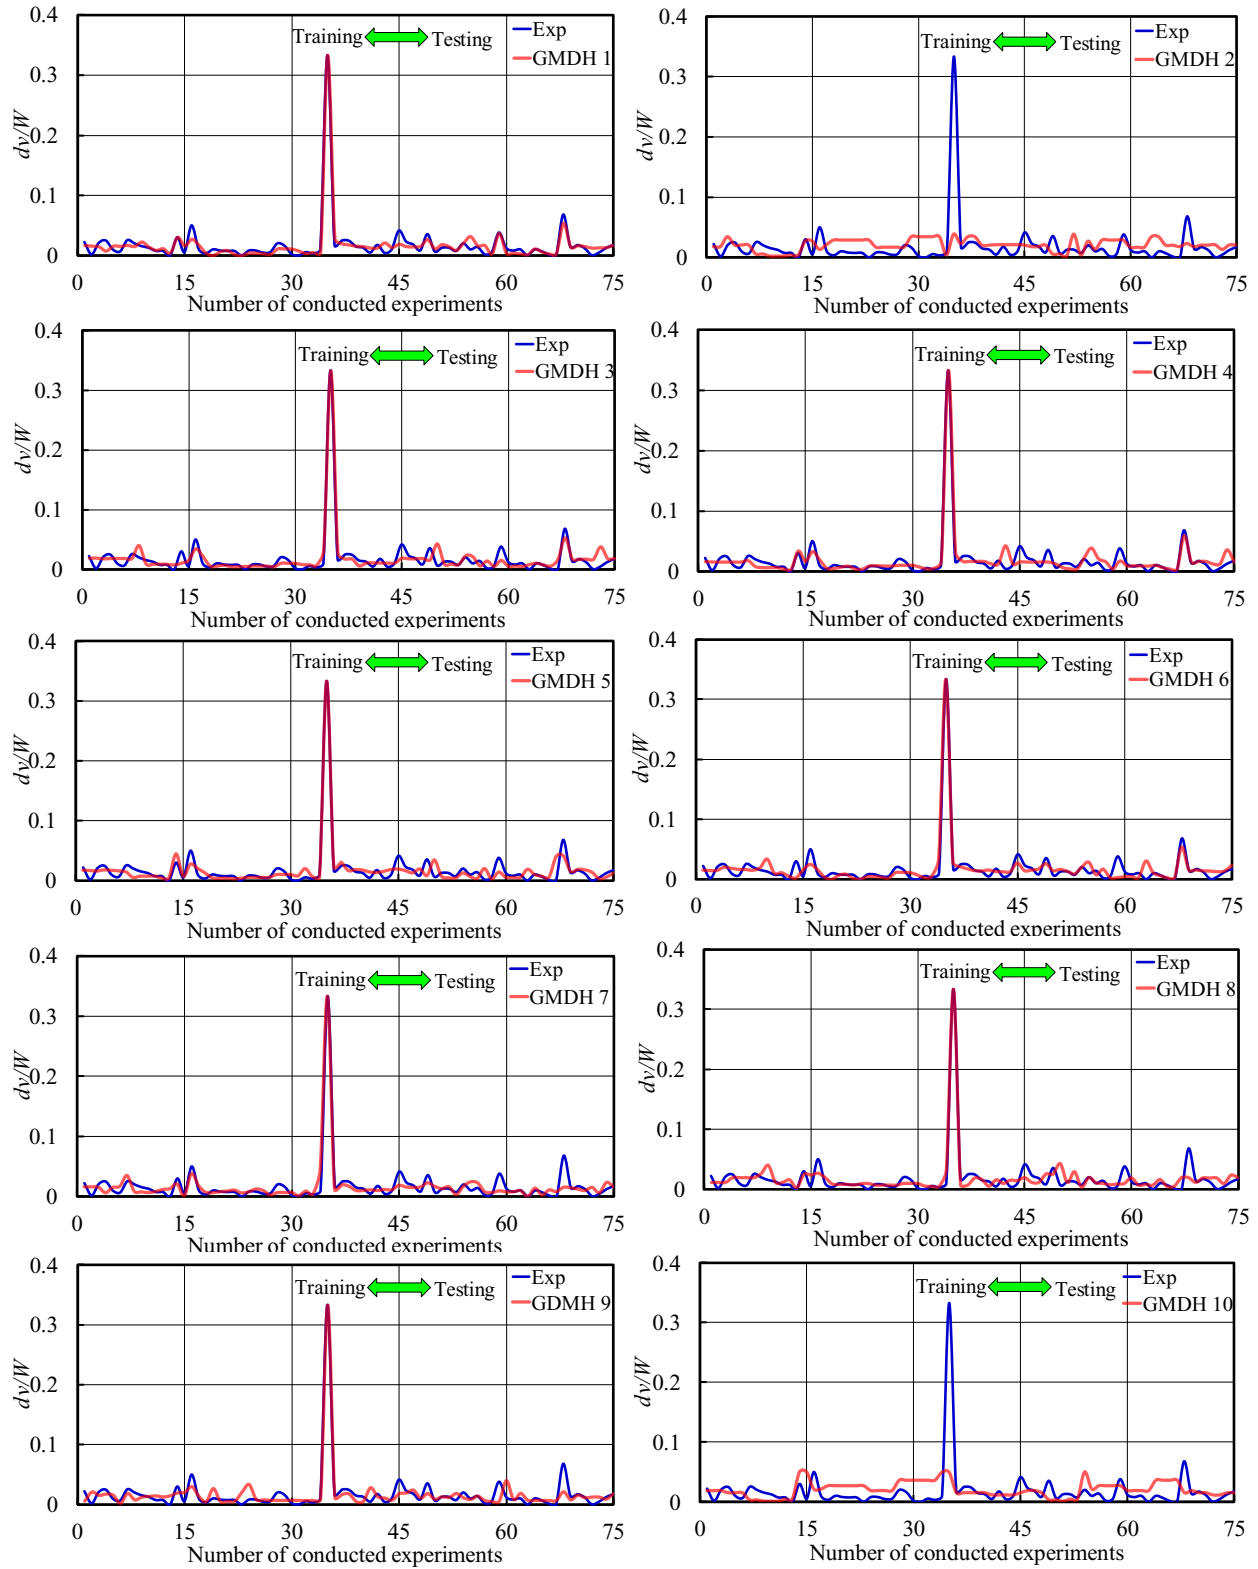 0.4
Training
Testing
Exp
GMDH 1
0.3
dv/W
0.2
0.1
0
0 15 30 45 60 75
Number of conducted experiments
0.4
Training
Testing
Exp
GMDH 2
0.3
dv/W
0.2
0.1
0
0 15 30 45 60 75
Number of conducted experiments
0.4
Training
Testing
Exp
GMDH 3
0.3
dv/W
0.2
0.1
0
0 15 30 45 60 75
Number of conducted experiments
0.4
Training
Testing
Exp
GMDH 4
0.3
dv/W
0.2
0.1
0
0 15 30 45 60 75
Number of conducted experiments
0.4
Training
Testing
Exp
GMDH 5
0.3
dv/W
0.2
0.1
0
0 15 30 45 60 75
Number of conducted experiments
0.4
Training
Testing
Exp
GMDH 6
0.3
dv/W
0.2
0.1
0
0 15 30 45 60 75
Number of conducted experiments
0.4
Training
Testing
Exp
GMDH 7
0.3
dv/W
0.2
0.1
0
0 15 30 45 60 75
Number of conducted experiments
0.4
Training
Testing
Exp
GMDH 8
0.3
dv/W
0.2
0.1
0
0 15 30 45 60 75
Number of conducted experiments
0.4
Training
Testing
Exp
GDMH 9
0.3
dv/W
0.2
0.1
0
0 15 30 45 60 75
Number of conducted experiments
0.4
Training
Testing
Exp
GMDH 10
0.3
dv/W
0.2
0.1
0
0 15 30 45 60 75
Number of conducted experiments